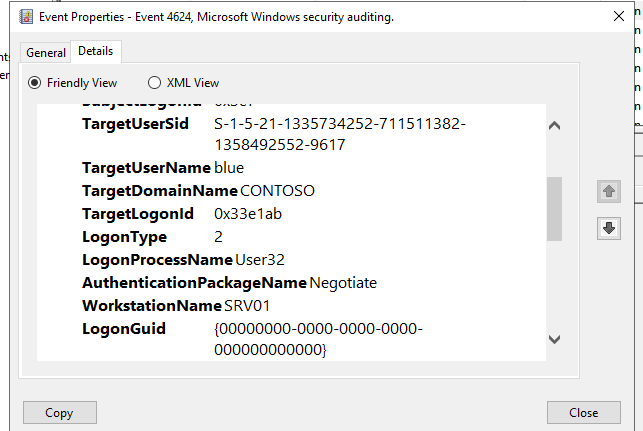 Event Properties - Event 4624, Microsoft Windows security auditing.
General Details
Friendly View XML View
TargetUserSid S-1-5-21-1335734252-711511382-
1358492552-9617
TargetUserName blue
TargetDomainName CONTOSO
TargetLogonId 0x33e1ab
LogonType 2
LogonProcessName User32
AuthenticationPackageName Negotiate
WorkstationName SRV01
LogonGuid {00000000-0000-0000-0000-
000000000000}
Copy Close